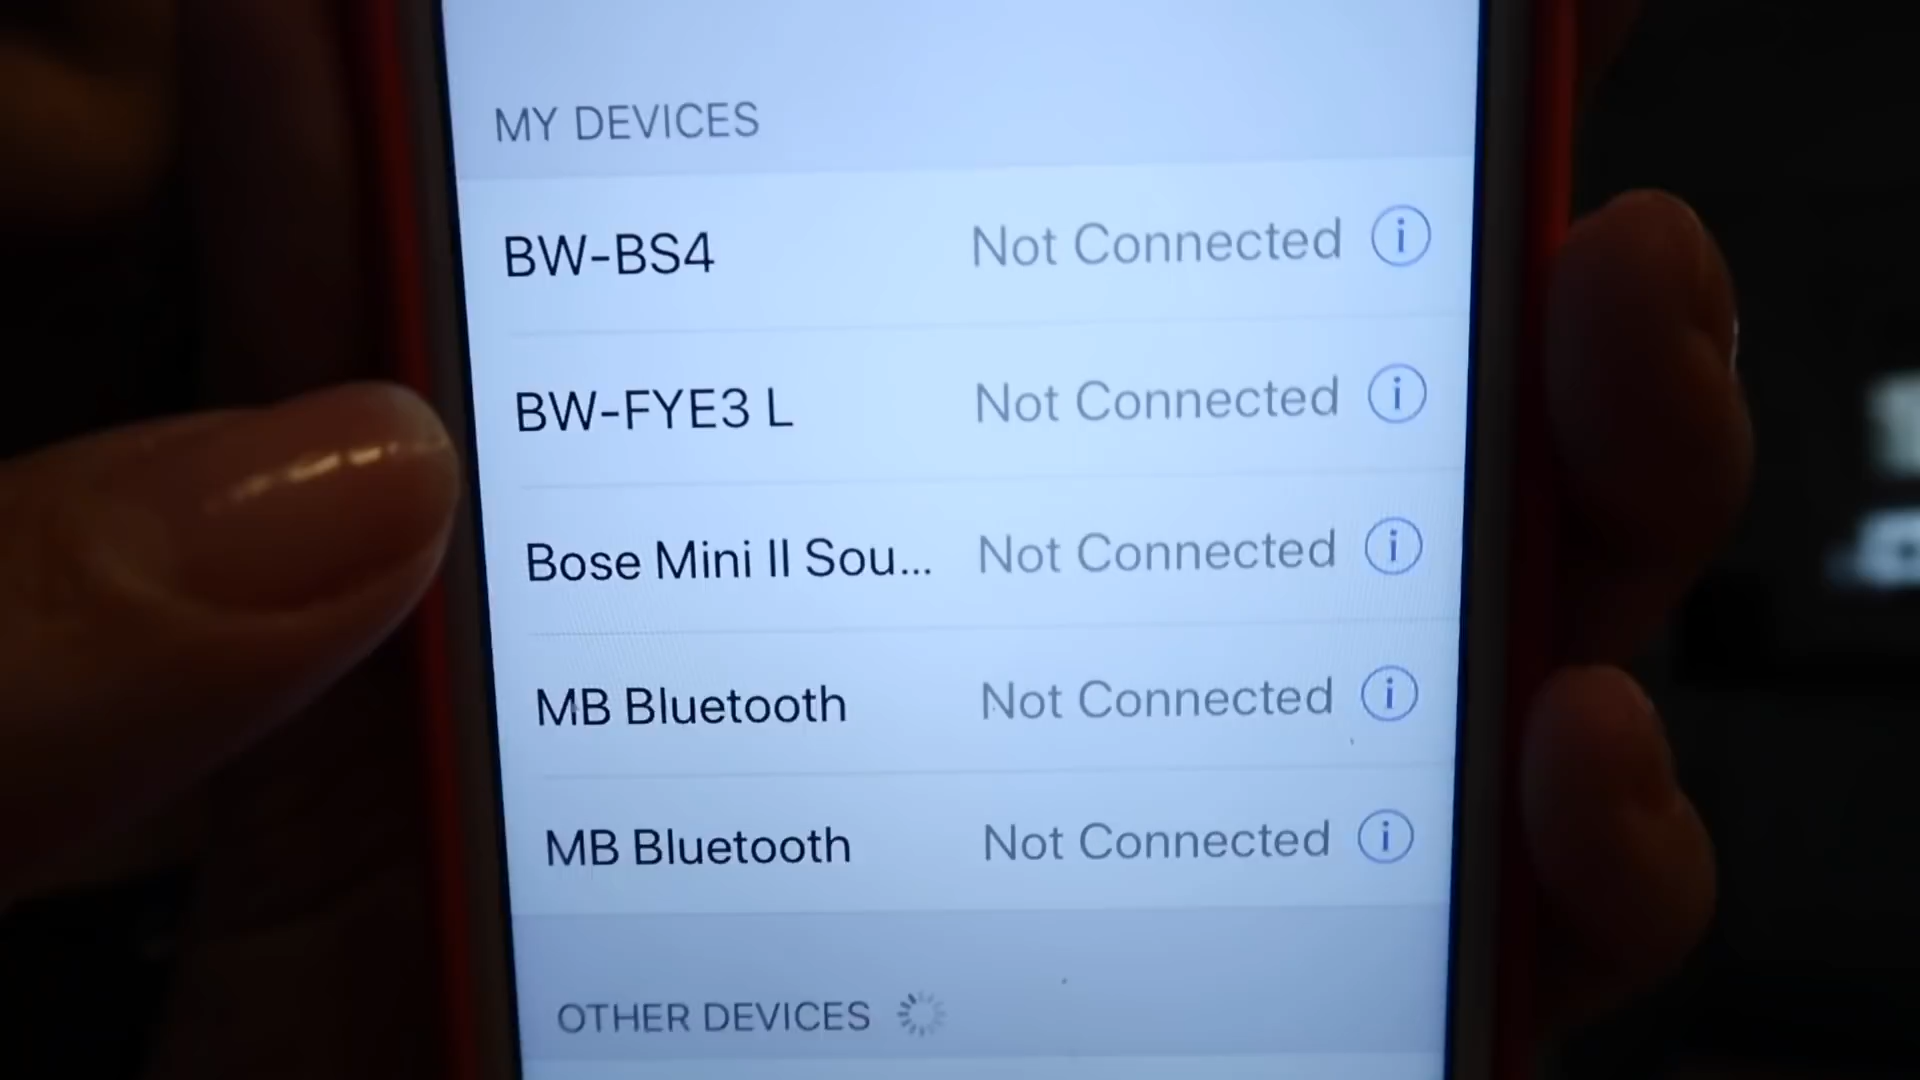 MY DEVICES
BW-BS4 Not Connected i
BW-FYE3 L Not Connected i
Bose Mini II Sou... Not Connected i
MB Bluetooth Not Connected i
MB Bluetooth Not Connected i
OTHER DEVICES